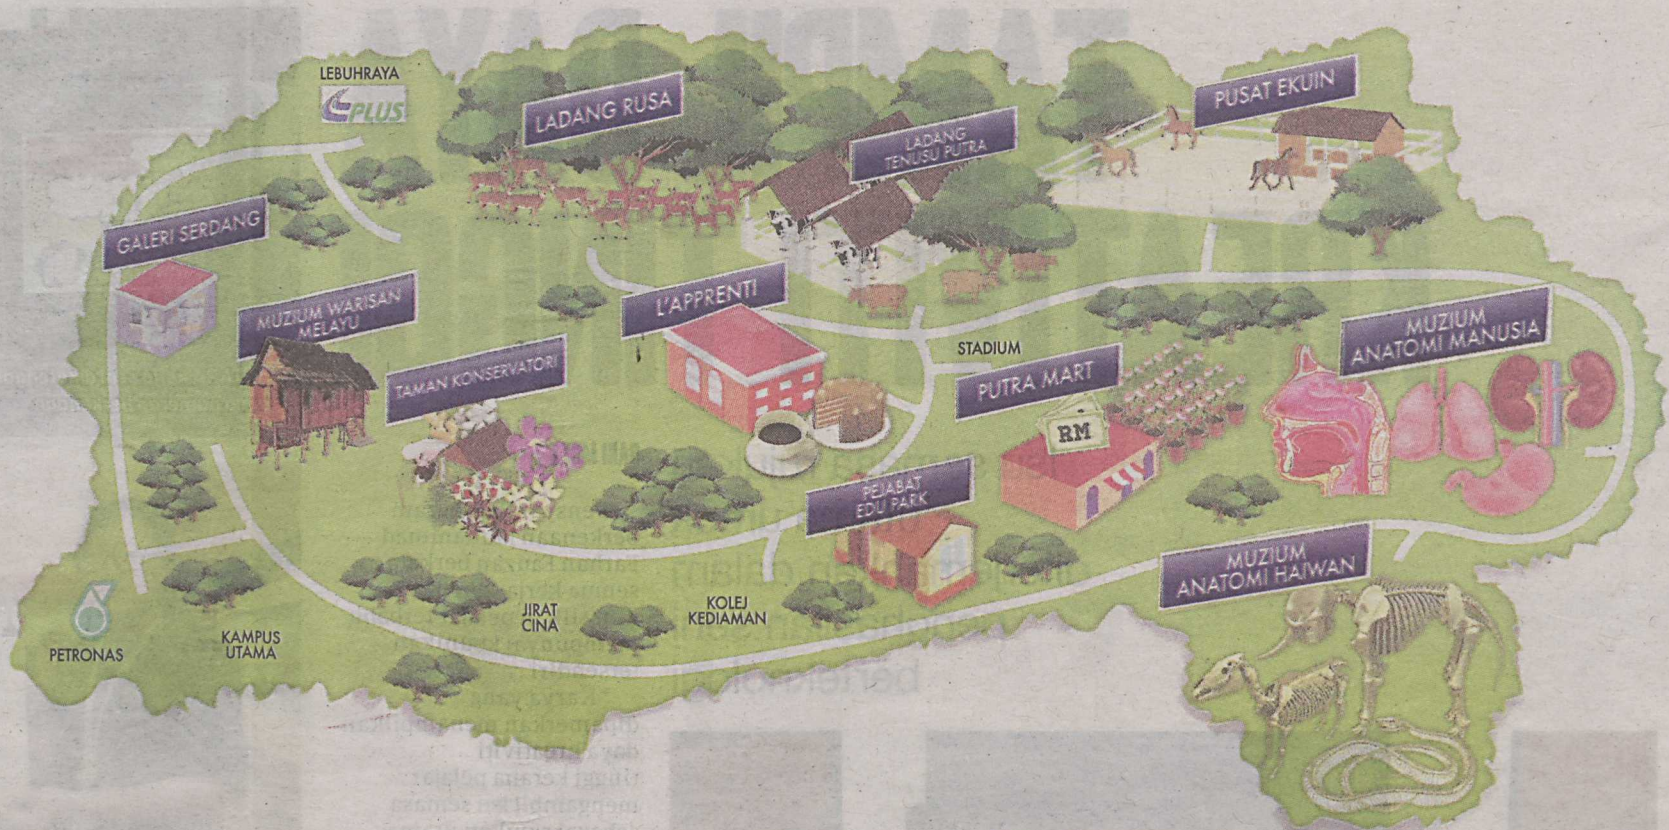 LEBUHRAYA
PLUS
LADANG RUSA
LADANG
TENUSU PUTRA
PUSAT EKUIN
GALERI SERDANG
MUZIUM WARISAN
MELAYU
TAMAN KONSERVATORI
L'APPRENTI
STADIUM
PUTRA MART
RM
MUZIUM
ANATOMI MANUSIA
PEJABAT
EDU PARK
MUZIUM
ANATOMI HAIWAN
PETRONAS
KAMPUS
UTAMA
JIRAT
CINA
KOLEJ
KEDIAMAN